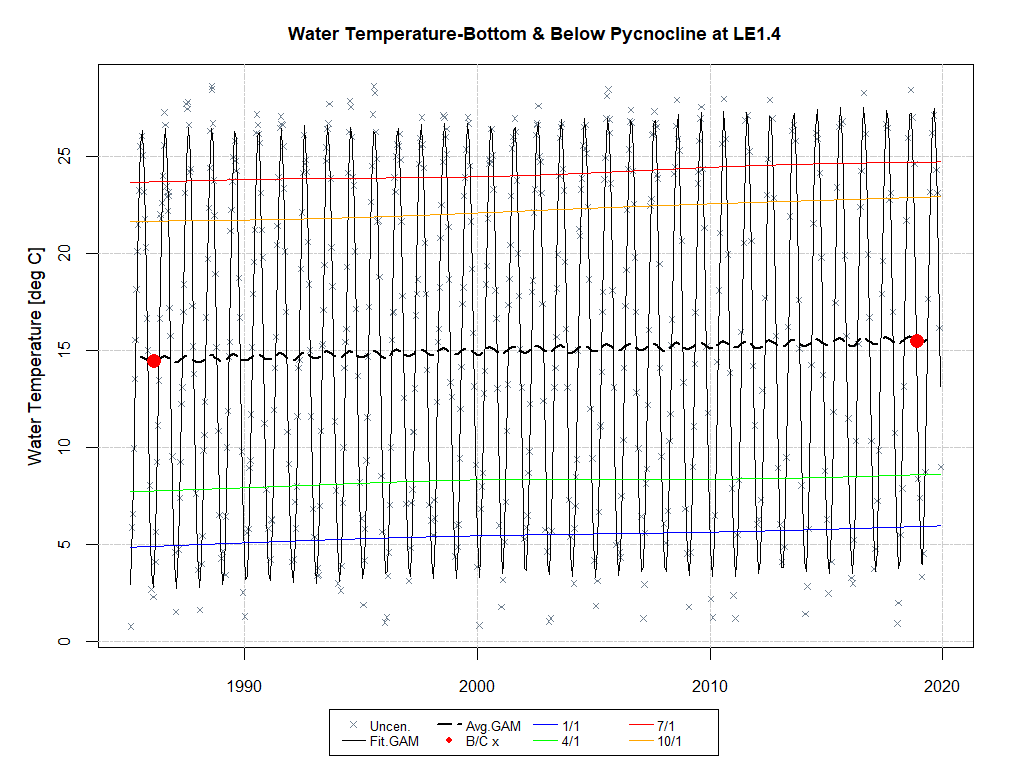 Water Temperature-Bottom & Below Pycnocline at LE1.4
Water Temperature [deg C]
25
20
15
10
5
0
1990 2000 2010 2020
Uncen. Avg.GAM 1/1 7/1
Fit.GAM B/C x 4/1 10/1